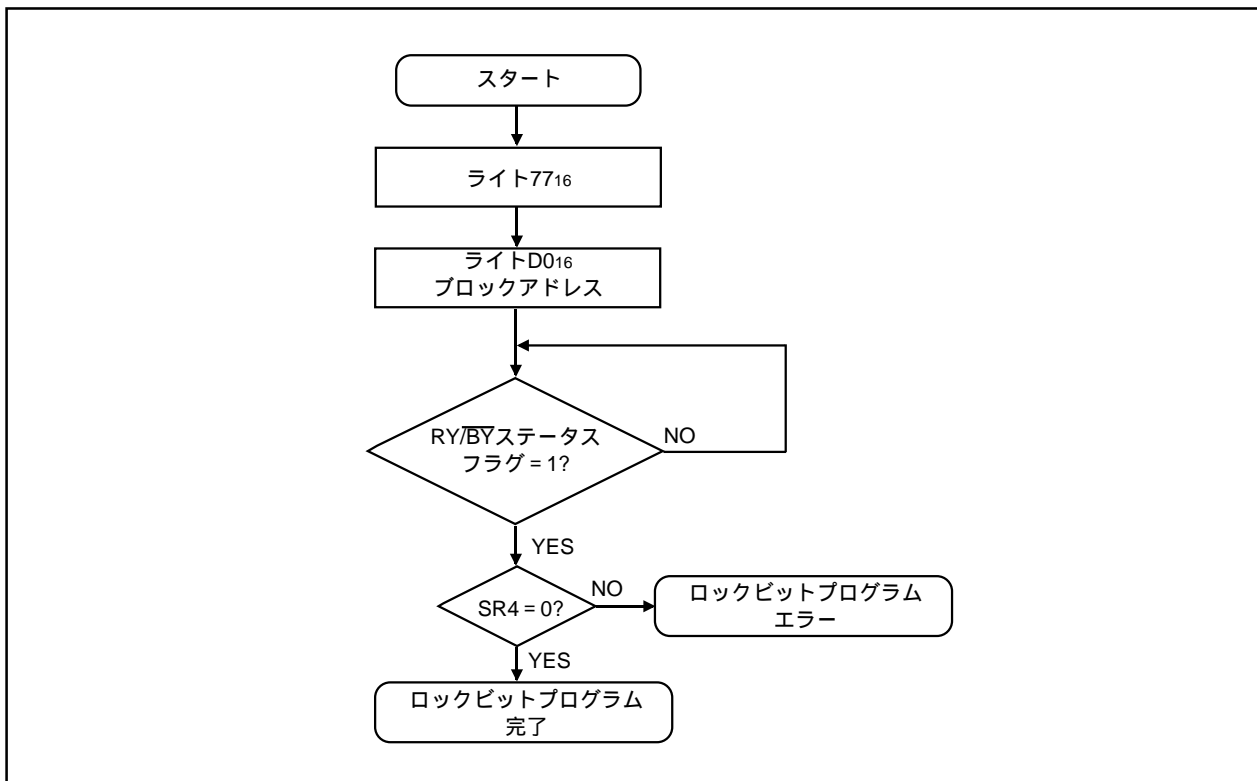 スタート
ライト7716
ライトD016
ブロックアドレス
RY/BYステータス
フラグ = 1?
NO
YES
SR4 = 0?
NO
ロックビットプログラム
エラー
YES
ロックビットプログラム
完了